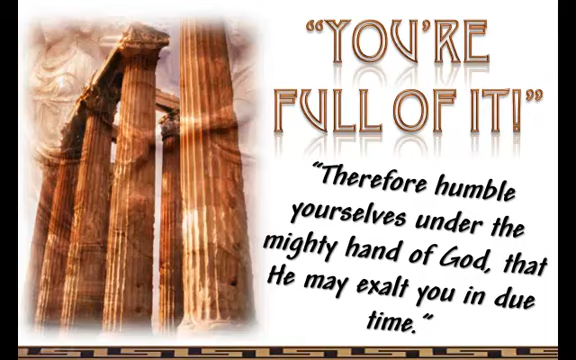 “YOU'RE
FULL OF IT!”
“Therefore humble
yourselves under the
mighty hand of God, that
He may exalt you in due
time.”